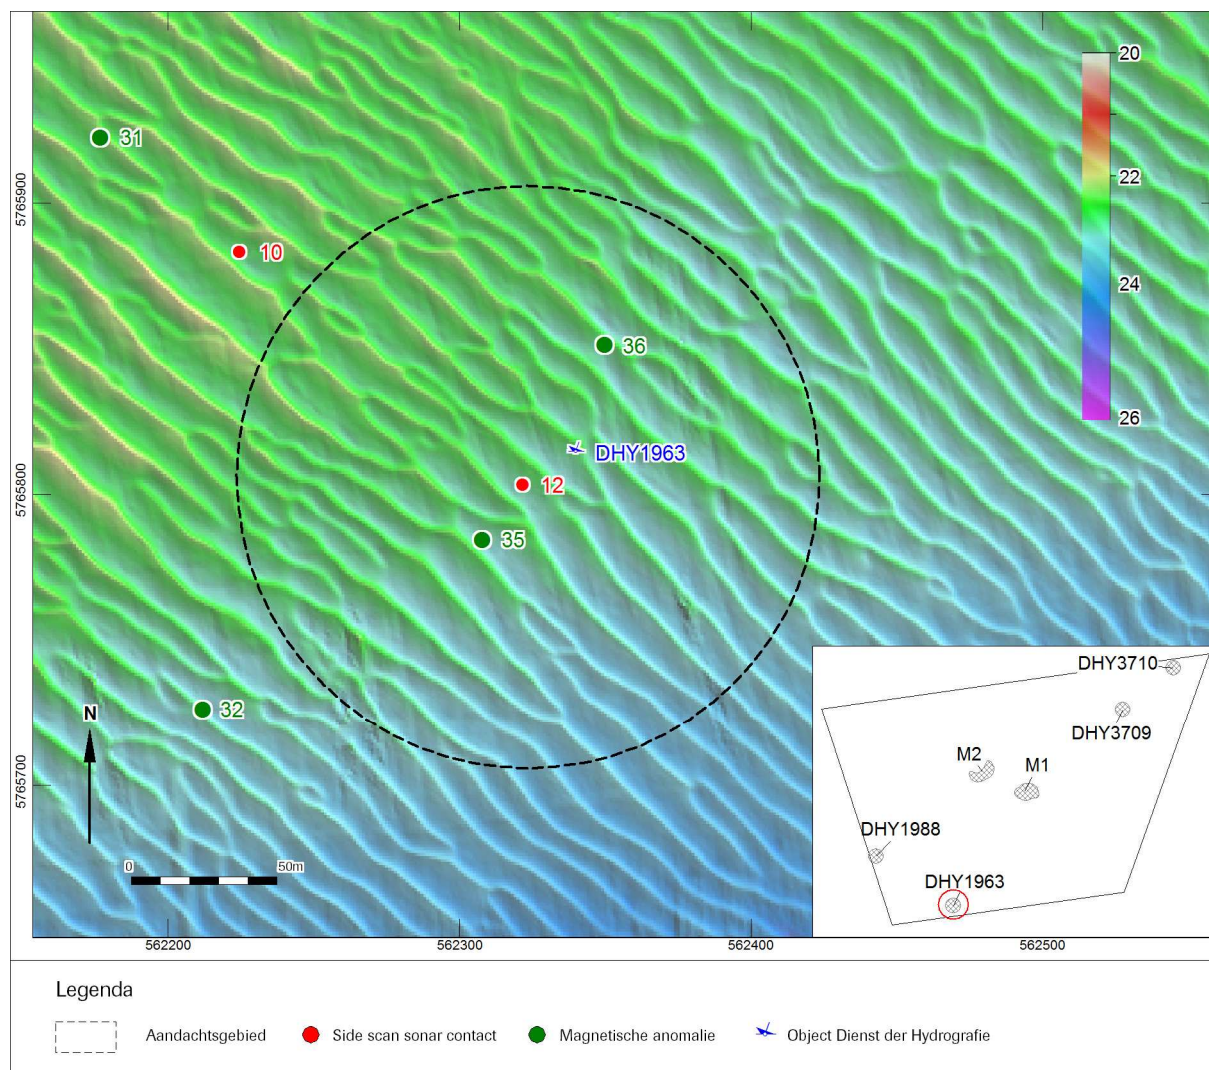 20
22
24
26
31
10
36
DHY1963
12
35
32
5765900
5765800
5765700
N
0 50m
562200 562300 562400 562500
DHY3710
DHY3709
M2
M1
DHY1988
DHY1963
Legenda
Aandachtsgebied Side scan sonar contact Magnetische anomalie Object Dienst der Hydrografie